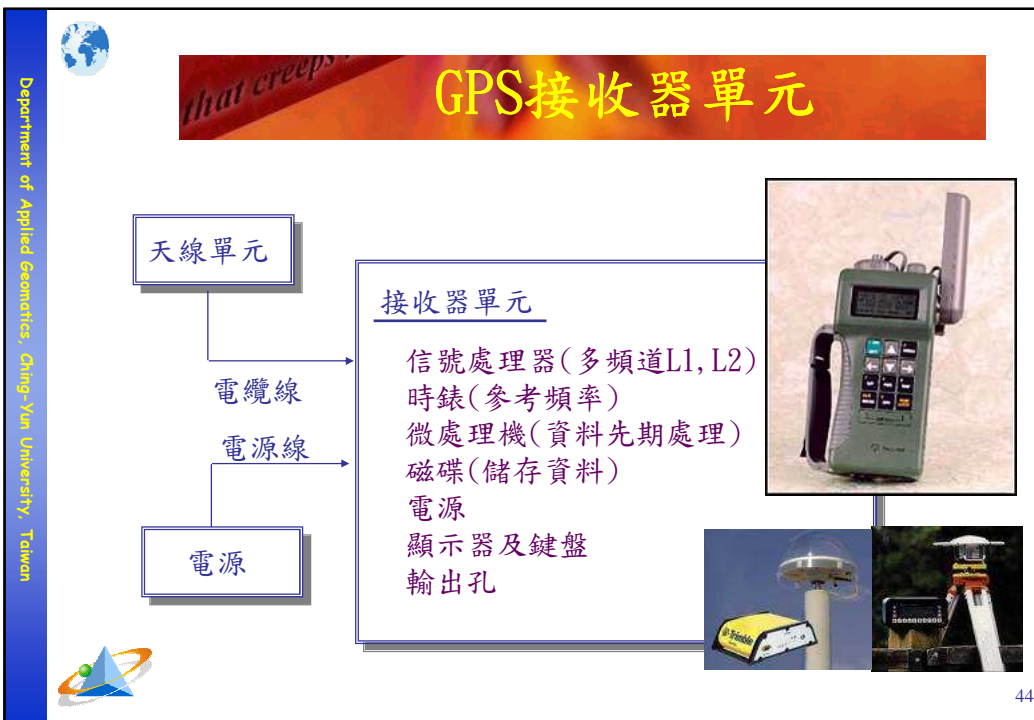 Department of Applied Geomatics, Ching-Yun University, Taiwan
that creeps
GPS接收器單元
天線單元
電纜線
電源線
電源
接收器單元
信號處理器(多頻道L1,L2)
時錶(參考頻率)
微處理機(資料先期處理)
磁碟(儲存資料)
電源
顯示器及鍵盤
輸出孔
Trimble
44